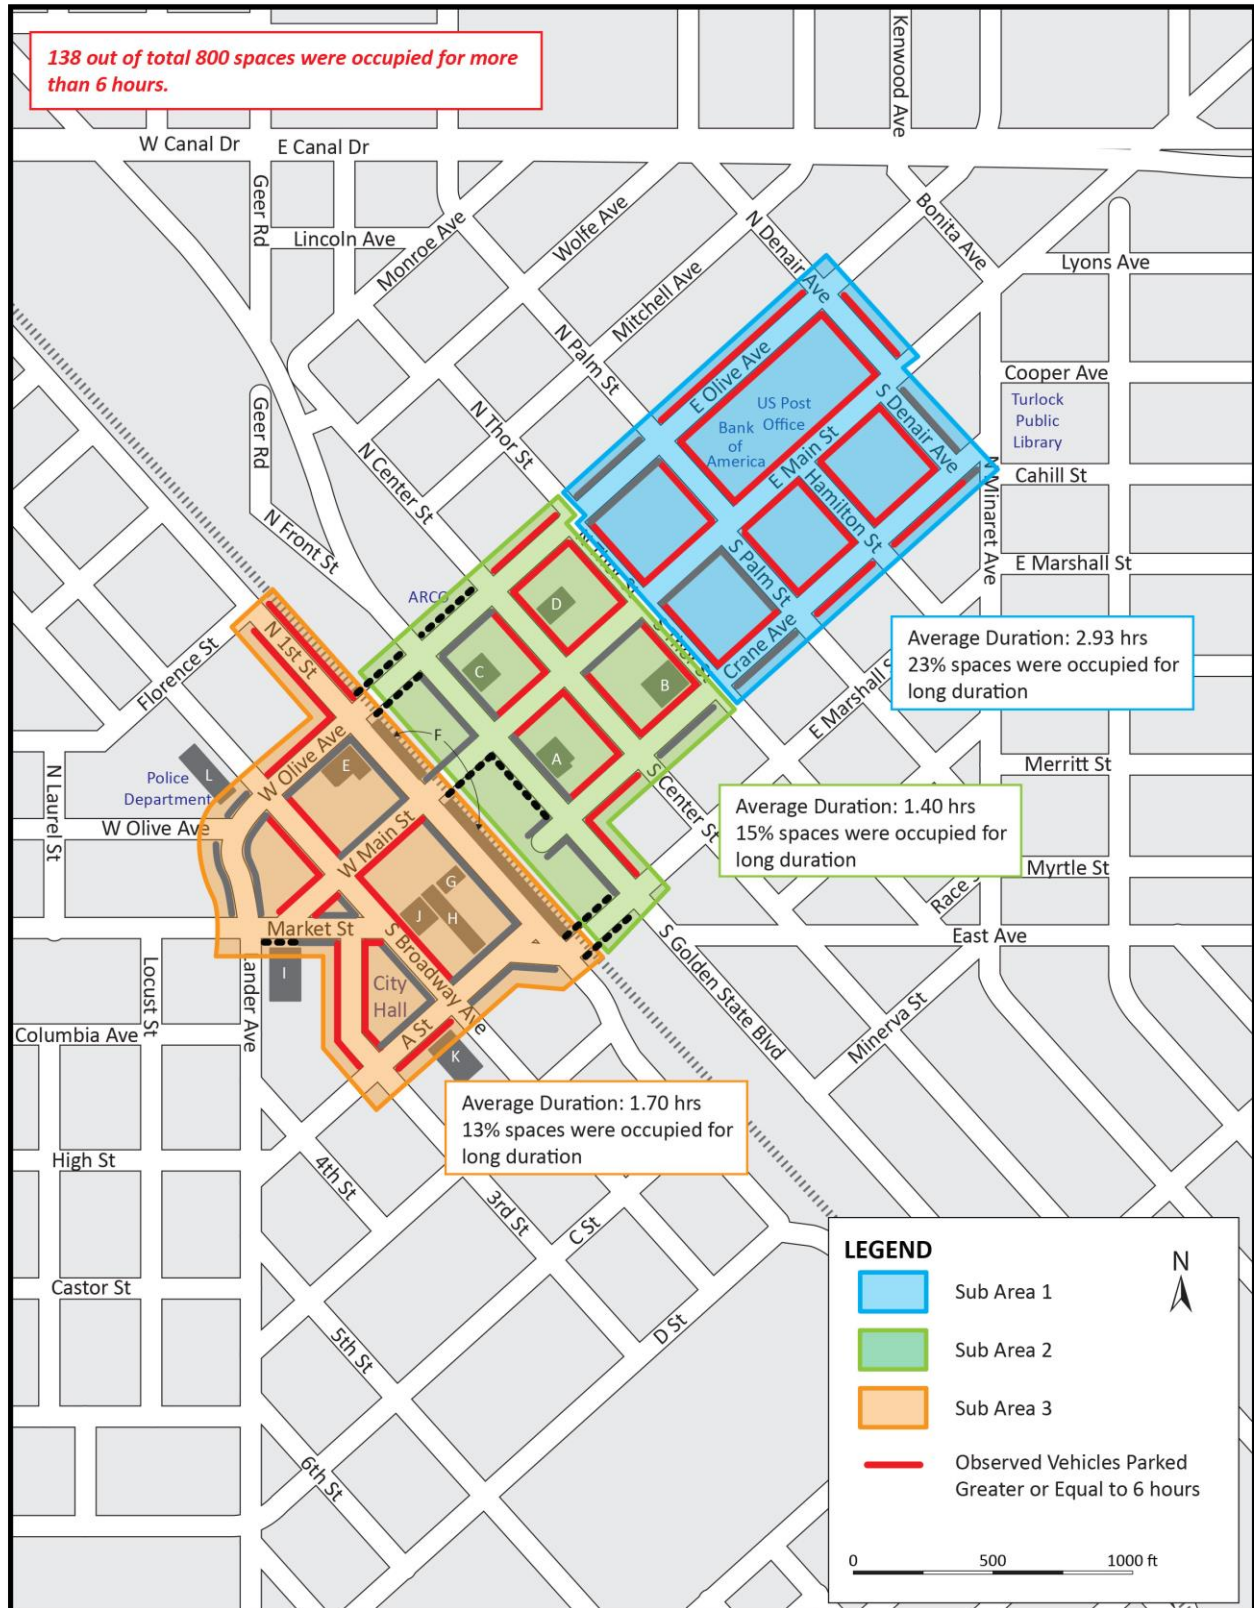 138 out of total 800 spaces were occupied for more
than 6 hours.
Kenwood Ave
W Canal Dr
E Canal Dr
Geer Rd
Lincoln Ave
Monroe Ave
Wolfe Ave
Mitchell Ave
N Denair Ave
Bonita Ave
Lyons Ave
N Palm St
E Olive Ave
US Post
Office
Bank
of
America
E Main St
S Denair Ave
Hamilton St
Cooper Ave
Turlock
Public
Library
Cahill St
N Minaret Ave
E Marshall St
Geer Rd
N Thor St
N Center St
N Front St
ARCO
S Palm St
Crane Ave
D
C
B
A
F
Florence St
N 1st St
W Olive Ave
E
L
Police
Department
N Laurel St
W Olive Ave
W Main St
Average Duration: 2.93 hrs
23% spaces were occupied for
long duration
E Marshall S
Merritt St
S Center St
Average Duration: 1.40 hrs
15% spaces were occupied for
long duration
Myrtle St
Race S
East Ave
G
J
H
Market St
S Broadway Ave
I
City
Hall
A St
K
Locust St
Lander Ave
Columbia Ave
S Golden State Blvd
Minerva St
Average Duration: 1.70 hrs
13% spaces were occupied for
long duration
High St
4th St
3rd St
C St
Castor St
5th St
D St
6th St
LEGEND
N
Sub Area 1
Sub Area 2
Sub Area 3
Observed Vehicles Parked
Greater or Equal to 6 hours
0
500
1000 ft